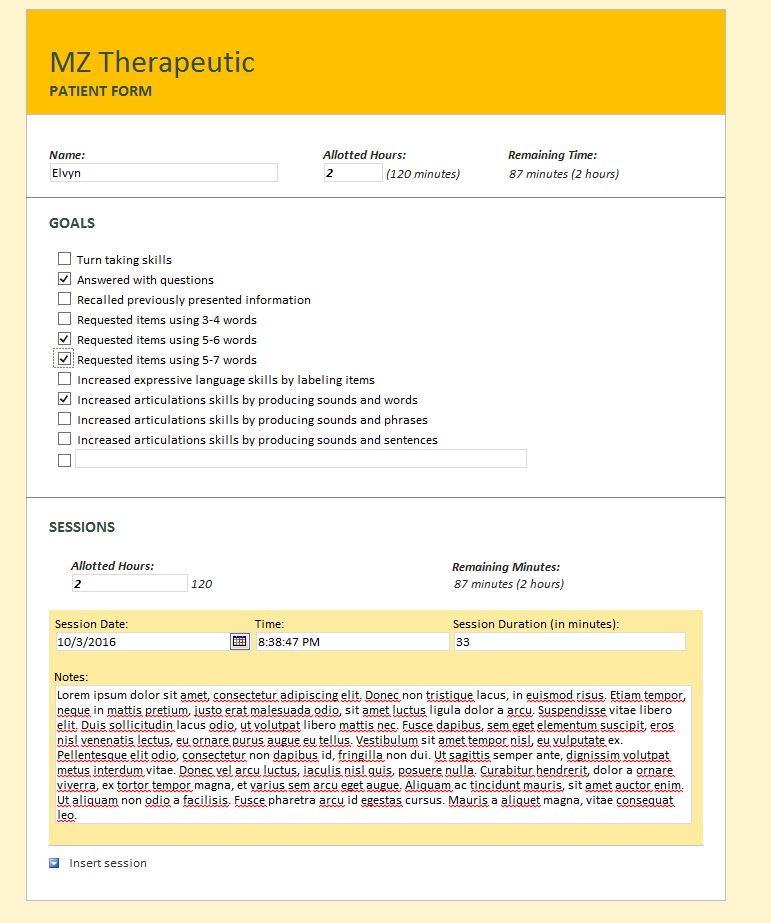 MZ Therapeutic
PATIENT FORM
Name: Allotted Hours: Remaining Time:
Elvyn 2 (120 minutes) 87 minutes (2 hours)
GOALS
Turn taking skills
Answered with questions
Recalled previously presented information
Requested items using 3-4 words
Requested items using 5-6 words
Requested items using 5-7 words
Increased expressive language skills by labeling items
Increased articulations skills by producing sounds and words
Increased articulations skills by producing sounds and phrases
Increased articulations skills by producing sounds and sentences
SESSIONS
Allotted Hours: Remaining Minutes:
2 120 87 minutes (2 hours)
Session Date: Time: Session Duration (in minutes):
10/3/2016 8:38:47 PM 33
Notes:
Lorem ipsum dolor sit amet, consectetur adipiscing elit. Donec non tristique lacus, in euismod risus. Etiam tempor,
neque in mattis pretium, justo erat malesuada odio, sit amet luctus ligula dolor a arcu. Suspendisse vitae libero
elit. Duis sollicitudin lacus odio, ut volutpat libero mattis nec. Fusce dapibus, sem eget elementum suscipit, eros
nisl venenatis lectus, eu ornare purus augue eu tellus. Vestibulum sit amet tempor nisl, eu vulputate ex.
Pellentesque elit odio, consectetur non dapibus id, fringilla non dui. Ut sagittis semper ante, dignissim volutpat
metus interdum vitae. Donec vel arcu luctus, iaculis nisl quis, posuere nulla. Curabitur hendrerit, dolor a ornare
viverra, ex tortor tempor magna, et varius sem arcu eget augue. Aliquam ac tincidunt mauris, sit amet auctor enim.
Ut aliquam non odio a facilisis. Fusce pharetra arcu id egestas cursus. Mauris a aliquet magna, vitae consequat
leo.
Insert session